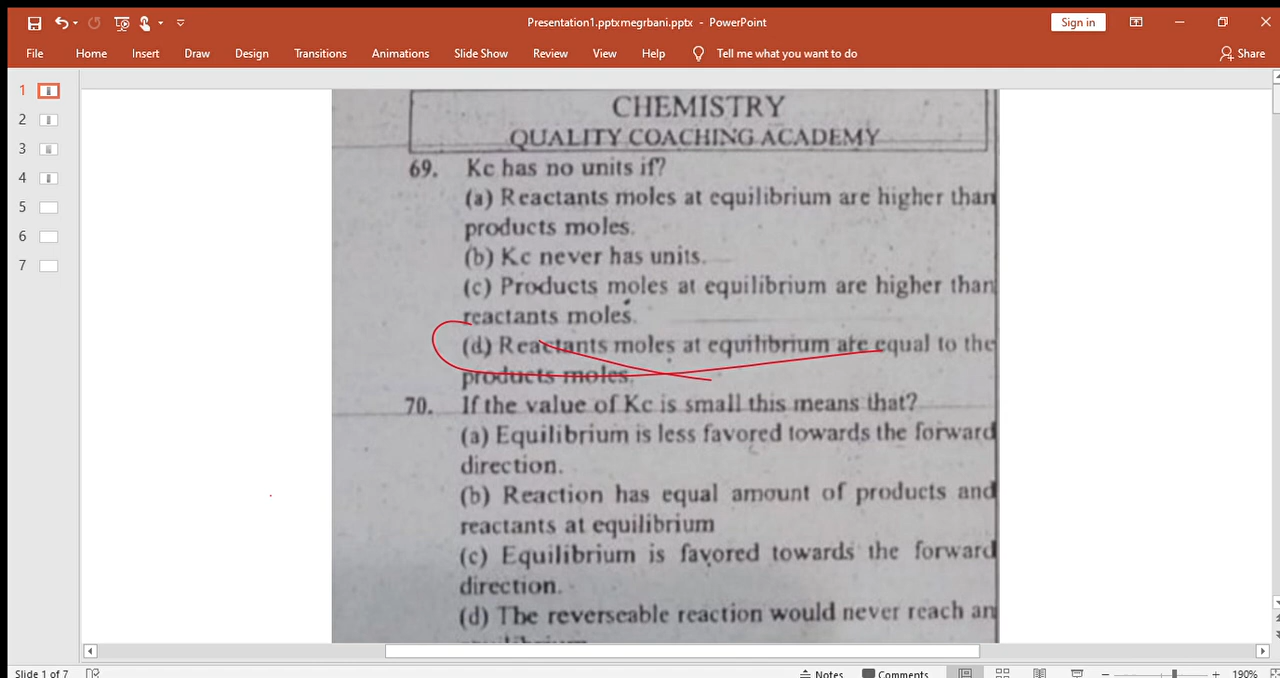 Presentation1.pptxmegrbani.pptx - PowerPoint
Sign in
File Home Insert Draw Design Transitions Animations Slide Show Review View Help Tell me what you want to do Share
1
2
3
4
5
6
7
CHEMISTRY
QUALITY COACHING ACADEMY
69. Kc has no units if?
(a) Reactants moles at equilibrium are higher than
products moles.
(b) Kc never has units.
(c) Products moles at equilibrium are higher than
reactants moles.
(d) Reactants moles at equilibrium are equal to the
products moles.
70. If the value of Kc is small this means that?
(a) Equilibrium is less favored towards the forward
direction.
(b) Reaction has equal amount of products and
reactants at equilibrium
(c) Equilibrium is favored towards the forward
direction.
(d) The reverseable reaction would never reach an
Slide 1 of 7 Notes Comments 190%